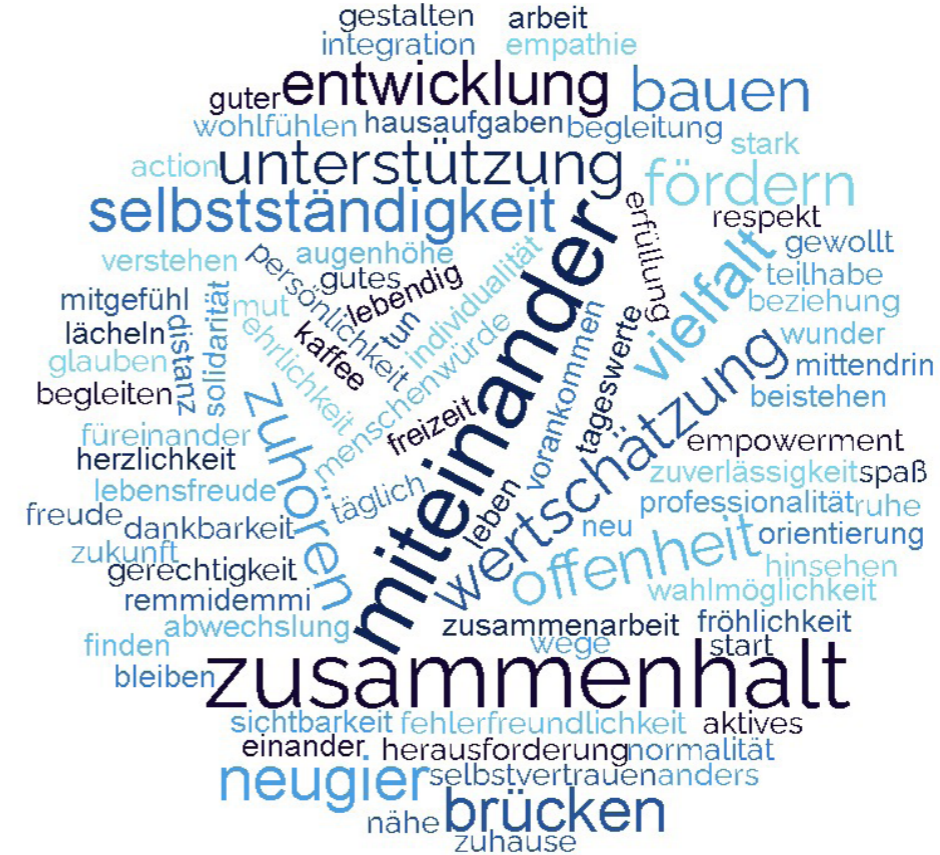 gestalten arbeit
integration empathie
entwicklung bauen
guter
wohlfühlen hausaufgaben begleitung
stark
action unterstützung fördern
selbstständigkeit
erfüllung
respekt
vielfalt
gewollt
verstehen
persönlichkeit
augenhöhe
individualität
teilhabe
gutes
lebendig
mitgefühl
solidarität
mut
beziehung
lächeln
distanz
ehrlichkeit
kaffee
tun
menschenwürde
miteinander
vorankommen
tageswerte
wunder
glauben
mittendrin
begleiten
beistehen
zuhören
freizeit
wertschätzung
füreinander
empowerment
herzlichkeit
zuverlässigkeit spaß
lebensfreude
täglich
leben
professionalität ruhe
freude dankbarkeit
neu
orientierung
zukunft
offenheit
gerechtigkeit
hinsehen
remmidemmi
wahlmöglichkeit
abwechslung
zusammenarbeit fröhlichkeit
finden
wege
start
bleiben zusammenhalt
sichtbarkeit fehlerfreundlichkeit aktives
einander herausforderung normalität
neugier selbstvertrauen anders
nähe brücken
zuhause